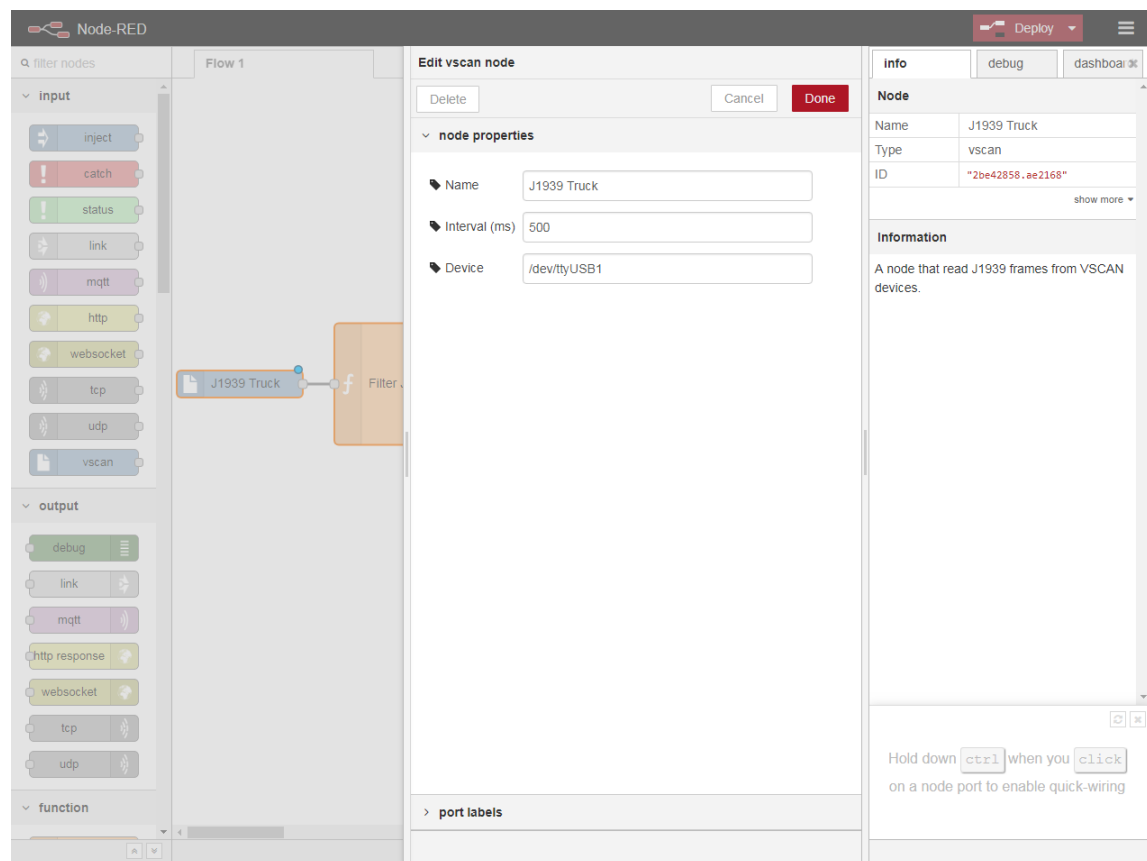 Node-RED
Deploy
filter nodes
input
inject
catch
status
link
mqtt
http
websocket
tcp
udp
vscan
output
debug
link
mqtt
http response
websocket
tcp
udp
function
Flow 1
J1939 Truck
Filter
Edit vscan node
Delete
Cancel
Done
node properties
Name
J1939 Truck
Interval (ms)
500
Device
/dev/ttyUSB1
port labels
info
debug
Node
Name
J1939 Truck
Type
vscan
ID
"2be42858.ae2168"
show more
Information
A node that read J1939 frames from VSCAN
devices.
Hold down ctrl when you click
on a node port to enable quick-wiring